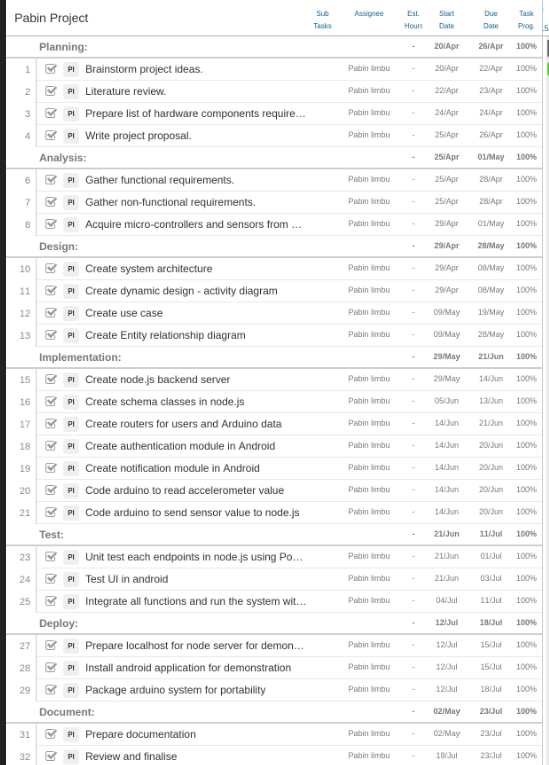 Pabin Project Sub Tasks Assignee Est. Hours Start Date Due Date Task Prog.
Planning: - 20/Apr 26/Apr 100%
1 PI Brainstorm project ideas. Pabin limbu - 20/Apr 22/Apr 100%
2 PI Literature review. Pabin limbu - 22/Apr 23/Apr 100%
3 PI Prepare list of hardware components require… Pabin limbu - 24/Apr 24/Apr 100%
4 PI Write project proposal. Pabin limbu - 25/Apr 26/Apr 100%
Analysis: - 25/Apr 01/May 100%
6 PI Gather functional requirements. Pabin limbu - 25/Apr 28/Apr 100%
7 PI Gather non-functional requirements. Pabin limbu - 25/Apr 28/Apr 100%
8 PI Acquire micro-controllers and sensors from … Pabin limbu - 29/Apr 01/May 100%
Design: - 29/Apr 28/May 100%
10 PI Create system architecture Pabin limbu - 29/Apr 08/May 100%
11 PI Create dynamic design - activity diagram Pabin limbu - 29/Apr 08/May 100%
12 PI Create use case Pabin limbu - 09/May 19/May 100%
13 PI Create Entity relationship diagram Pabin limbu - 09/May 28/May 100%
Implementation: - 29/May 21/Jun 100%
15 PI Create node.js backend server Pabin limbu - 29/May 14/Jun 100%
16 PI Create schema classes in node.js Pabin limbu - 05/Jun 13/Jun 100%
17 PI Create routers for users and Arduino data Pabin limbu - 14/Jun 21/Jun 100%
18 PI Create authentication module in Android Pabin limbu - 14/Jun 20/Jun 100%
19 PI Create notification module in Android Pabin limbu - 14/Jun 20/Jun 100%
20 PI Code arduino to read accelerometer value Pabin limbu - 14/Jun 20/Jun 100%
21 PI Code arduino to send sensor value to node.js Pabin limbu - 14/Jun 20/Jun 100%
Test: - 21/Jun 11/Jul 100%
23 PI Unit test each endpoints in node.js using Po… Pabin limbu - 21/Jun 01/Jul 100%
24 PI Test UI in android Pabin limbu - 21/Jun 03/Jul 100%
25 PI Integrate all functions and run the system wit… Pabin limbu - 04/Jul 11/Jul 100%
Deploy: - 12/Jul 18/Jul 100%
27 PI Prepare localhost for node server for demon… Pabin limbu - 12/Jul 15/Jul 100%
28 PI Install android application for demonstration Pabin limbu - 12/Jul 15/Jul 100%
29 PI Package arduino system for portability Pabin limbu - 12/Jul 18/Jul 100%
Document: - 02/May 23/Jul 100%
31 PI Prepare documentation Pabin limbu - 02/May 23/Jul 100%
32 PI Review and finalise Pabin limbu - 18/Jul 23/Jul 100%